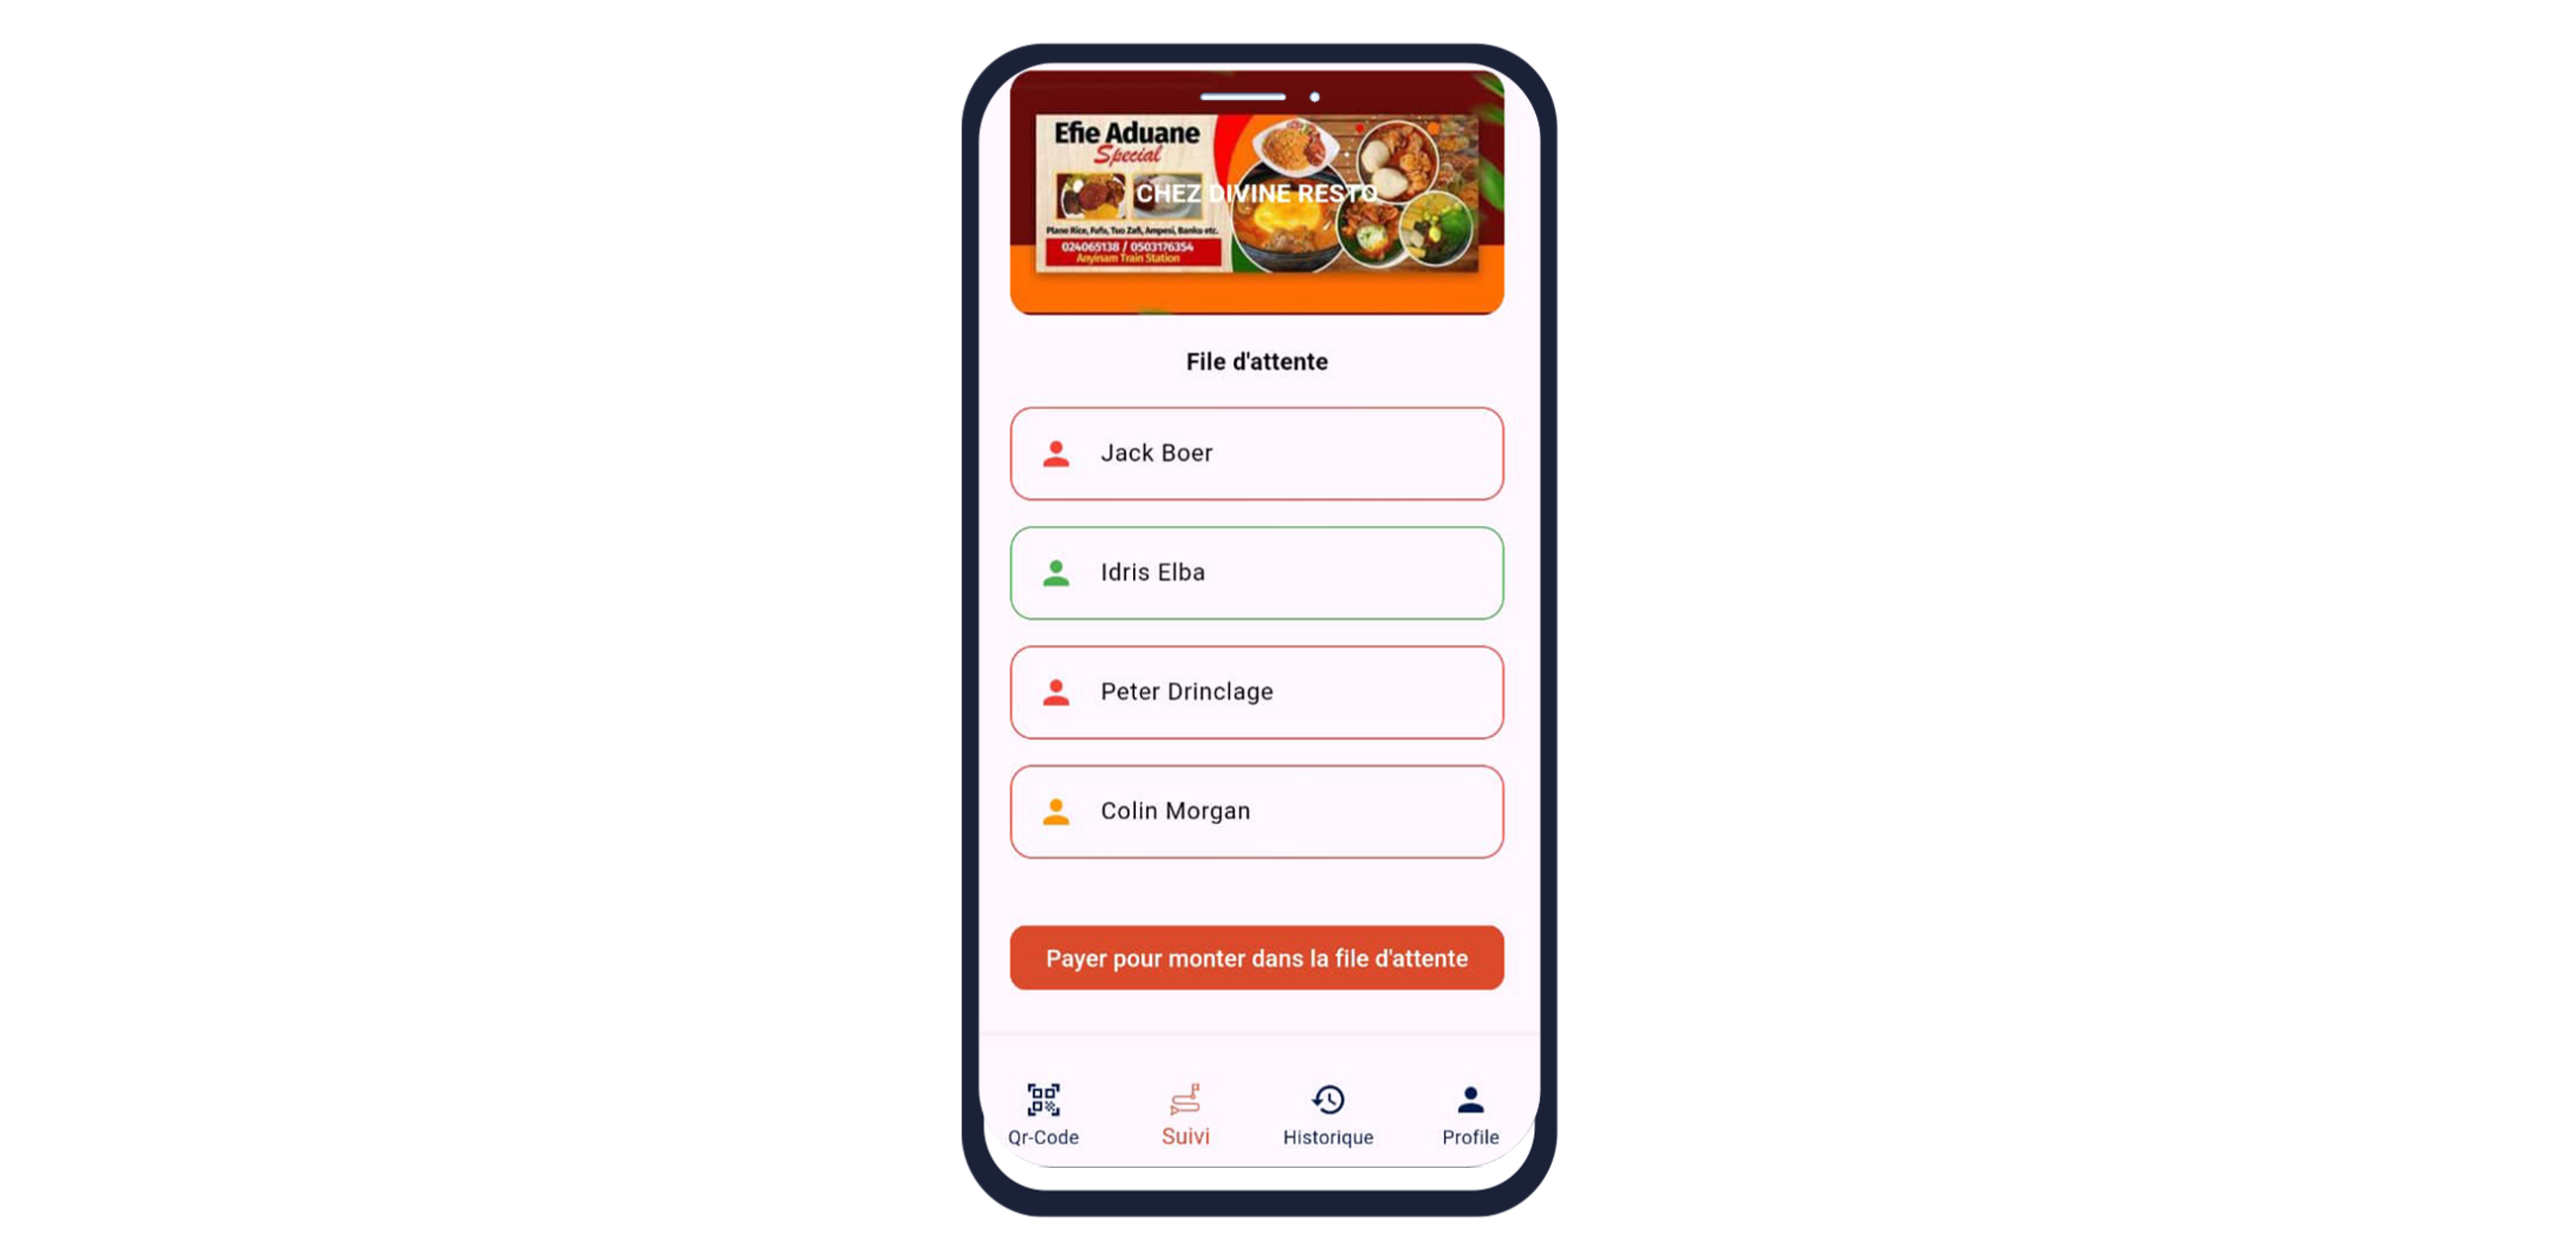 Efie Aduane
Special
CHEZ DIVINE RESTO
Plane Rice, Fufu, Tuo Zafi, Ampesi, Banku etc.
024065138 / 0503176354
Anyinam Train Station
File d'attente
Jack Boer
Idris Elba
Peter Drinclage
Colin Morgan
Payer pour monter dans la file d'attente
Qr-Code
Suivi
Historique
Profile